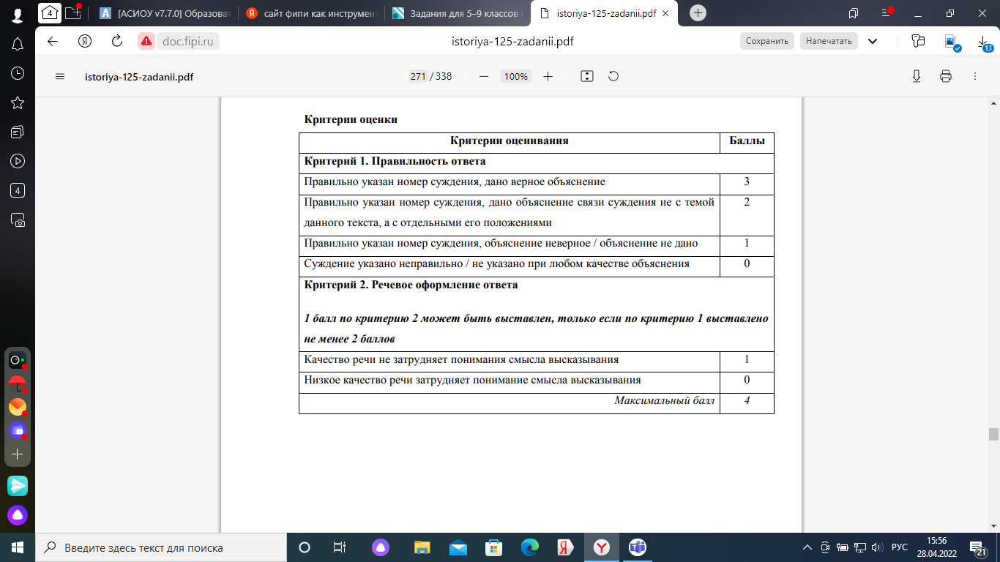 [АСИОУ v7.7.0] Образоват
сайт фипи как инструмент
Задания для 5–9 классов п
istoriya-125-zadanii.pdf
doc.fipi.ru
istoriya-125-zadanii.pdf
Сохранить
Напечатать
13
istoriya-125-zadanii.pdf
271 / 338
100%
4
Критерии оценки
Критерии оценивания
Баллы
Критерий 1. Правильность ответа
Правильно указан номер суждения, дано верное объяснение
3
Правильно указан номер суждения, дано объяснение связи суждения не с темой
2
данного текста, а с отдельными его положениями
Правильно указан номер суждения, объяснение неверное / объяснение не дано
1
Суждение указано неправильно / не указано при любом качестве объяснения
0
Критерий 2. Речевое оформление ответа
1 балл по критерию 2 может быть выставлен, только если по критерию 1 выставлено
не менее 2 баллов
Качество речи не затрудняет понимания смысла высказывания
1
Низкое качество речи затрудняет понимание смысла высказывания
0
Максимальный балл
4
Введите здесь текст для поиска
РУС
15:56
28.04.2022
21